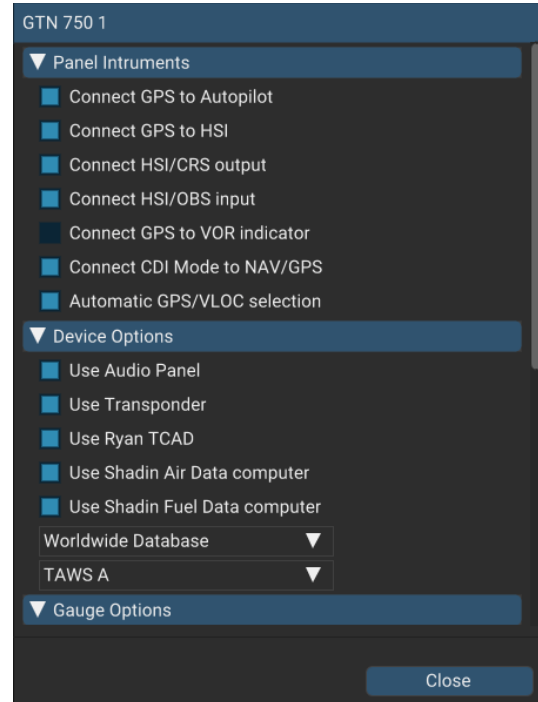 GTN 750 1
Panel Intruments
Connect GPS to Autopilot
Connect GPS to HSI
Connect HSI/CRS output
Connect HSI/OBS input
Connect GPS to VOR indicator
Connect CDI Mode to NAV/GPS
Automatic GPS/VLOC selection
Device Options
Use Audio Panel
Use Transponder
Use Ryan TCAD
Use Shadin Air Data computer
Use Shadin Fuel Data computer
Worldwide Database
TAWS A
Gauge Options
Close